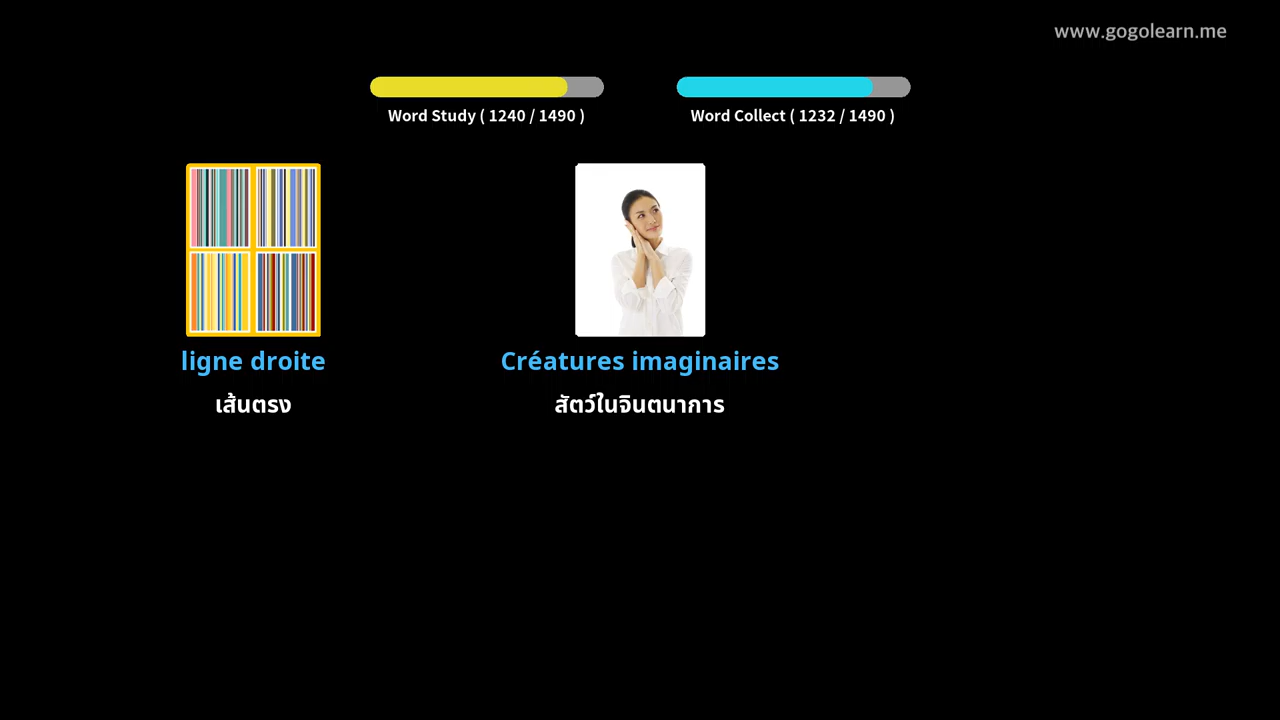 www.gogolearn.me
Word Study ( 1240 / 1490 )
Word Collect ( 1232 / 1490 )
ligne droite
เส้นตรง
Créatures imaginaires
สัตว์ในจินตนาการ